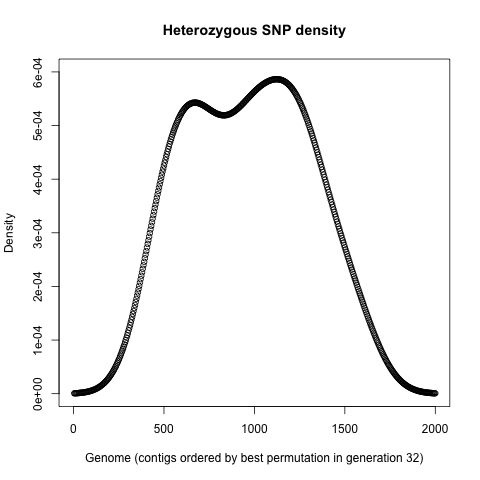 Heterozygous SNP density
6e-04
5e-04
4e-04
3e-04
2e-04
1e-04
0e+00
Density
0 500 1000 1500 2000
Genome (contigs ordered by best permutation in generation 32)